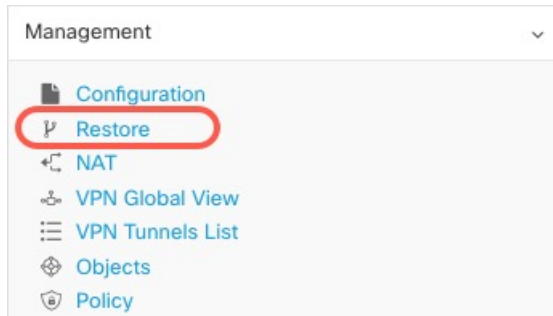 Management
Configuration
Restore
NAT
VPN Global View
VPN Tunnels List
Objects
Policy